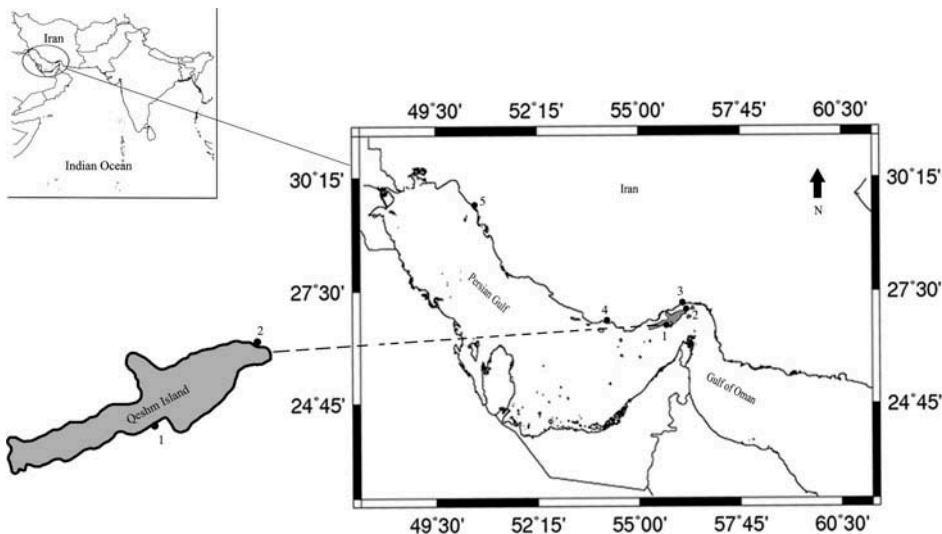 Iran
Indian Ocean
49°30' 52°15' 55°00' 57°45' 60°30'
30°15' 30°15'
Iran
N
5
Persian Gulf
27°30' 27°30'
3
4
2
1
Gulf of Oman
24°45' 24°45'
49°30' 52°15' 55°00' 57°45' 60°30'
2
Qeshm Island
1